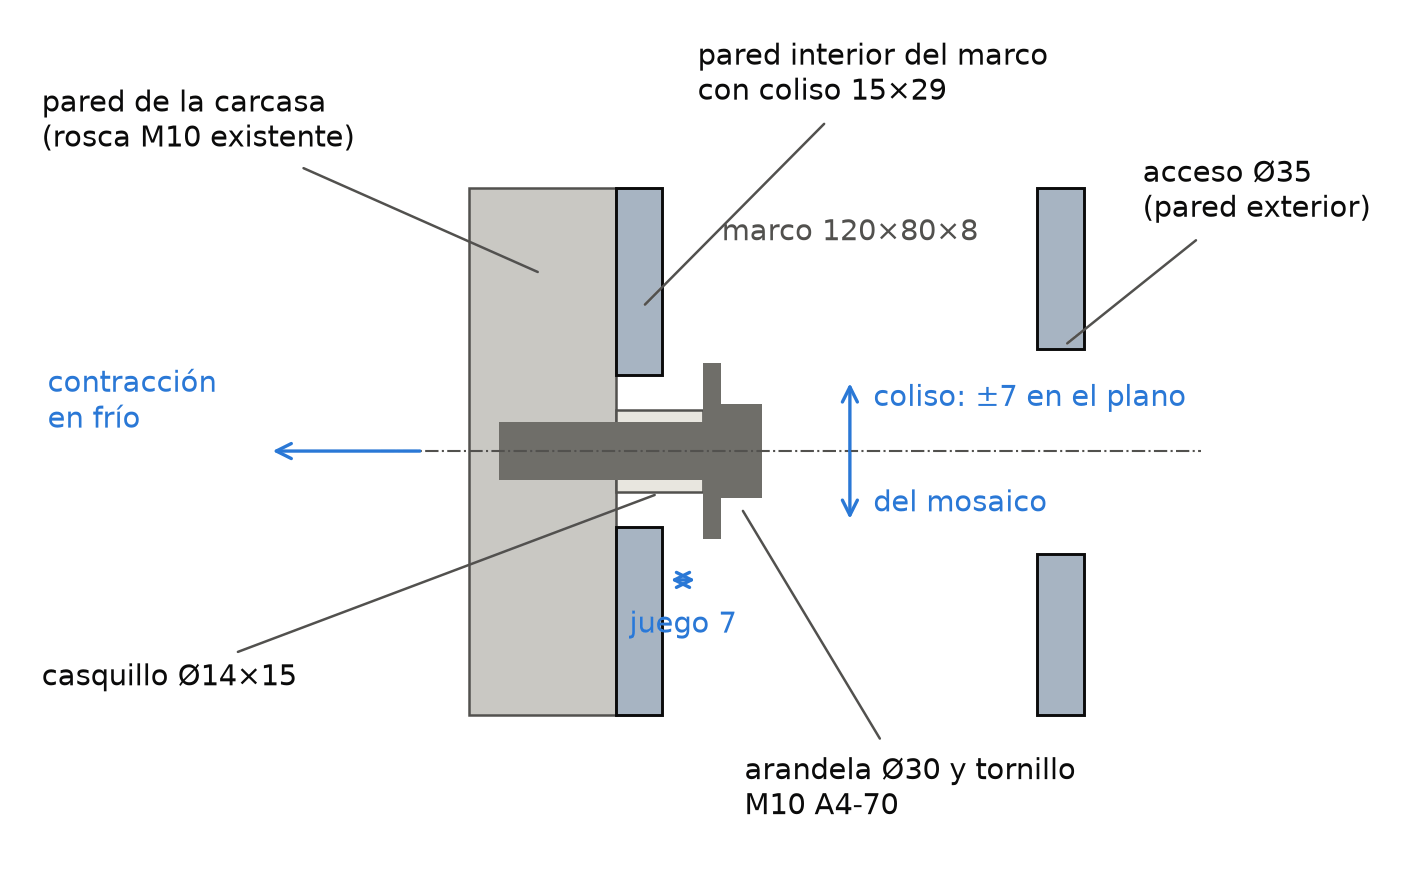 pared interior del marco
con coliso 15×29
pared de la carcasa
(rosca M10 existente)
acceso Ø35
(pared exterior)
marco 120×80×8
contracción
en frío
coliso: ±7 en el plano
del mosaico
juego 7
casquillo Ø14×15
arandela Ø30 y tornillo
M10 A4-70